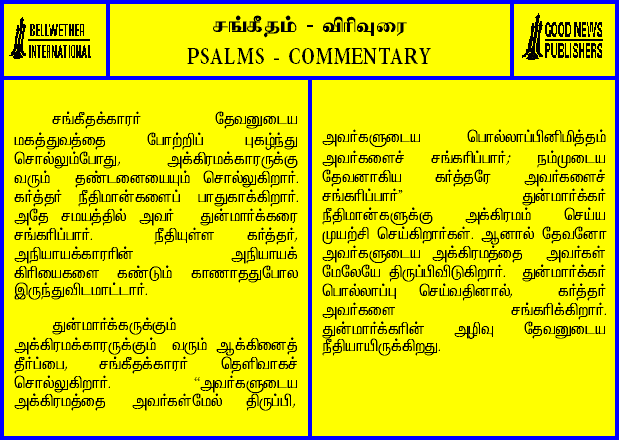 BELLWETHER
INTERNATIONAL
சங்கீதம் - விரிவுரை
PSALMS - COMMENTARY
GOOD NEWS
PUBLISHERS
சங்கீதக்காரர் தேவனுடைய
மகத்துவத்தை போற்றிப் புகழ்ந்து
சொல்லும்போது, அக்கிரமக்காரருக்கு
வரும் தண்டனையையும் சொல்லுகிறார்.
கர்த்தர் நீதிமான்களைப் பாதுகாக்கிறார்.
அதே சமயத்தில் அவர் துன்மார்க்கரை
சங்கரிப்பார். நீதியுள்ள கர்த்தர்,
அநியாயக்காரரின் அநியாயக்
கிரியைகளை கண்டும் காணாததுபோல
இருந்துவிடமாட்டார்.
துன்மார்க்கருக்கும்
அக்கிரமக்காரருக்கும் வரும் ஆக்கினைத்
தீர்ப்பை, சங்கீதக்காரர் தெளிவாகச்
சொல்லுகிறார். “அவர்களுடைய
அக்கிரமத்தை அவர்கள்மேல் திருப்பி,
அவர்களுடைய பொல்லாப்பினிமித்தம்
அவர்களைச் சங்கரிப்பார்; நம்முடைய
தேவனாகிய கர்த்தரே அவர்களைச்
சங்கரிப்பார்” துன்மார்க்கர்
நீதிமான்களுக்கு அக்கிரமம் செய்ய
முயற்சி செய்கிறார்கள். ஆனால் தேவனோ
அவர்களுடைய அக்கிரமத்தை அவர்கள்
மேலேயே திருப்பிவிடுகிறார். துன்மார்க்கர்
பொல்லாப்பு செய்வதினால், கர்த்தர்
அவர்களை சங்கரிக்கிறார்.
துன்மார்க்கரின் அழிவு தேவனுடைய
நீதியாயிருக்கிறது.